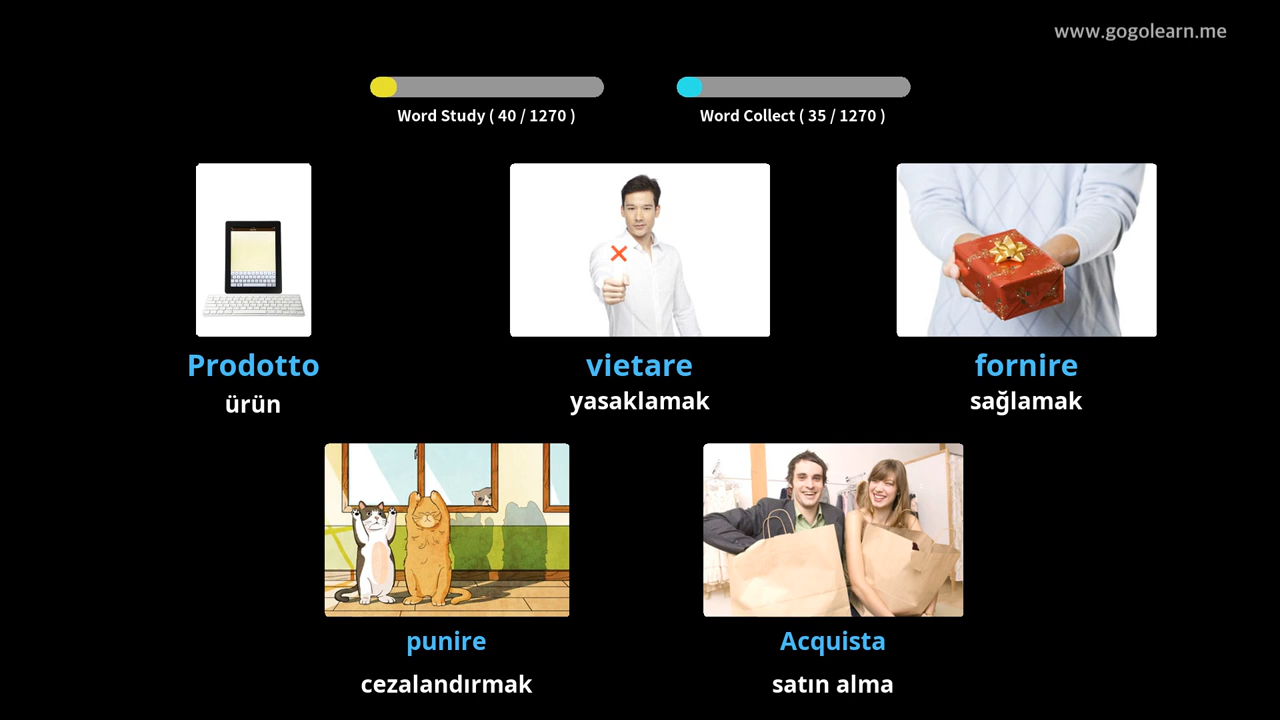 www.gogolearn.me
Word Study ( 40 / 1270 )
Word Collect ( 35 / 1270 )
Prodotto
ürün
vietare
yasaklamak
fornire
sağlamak
punire
cezalandırmak
Acquista
satın alma